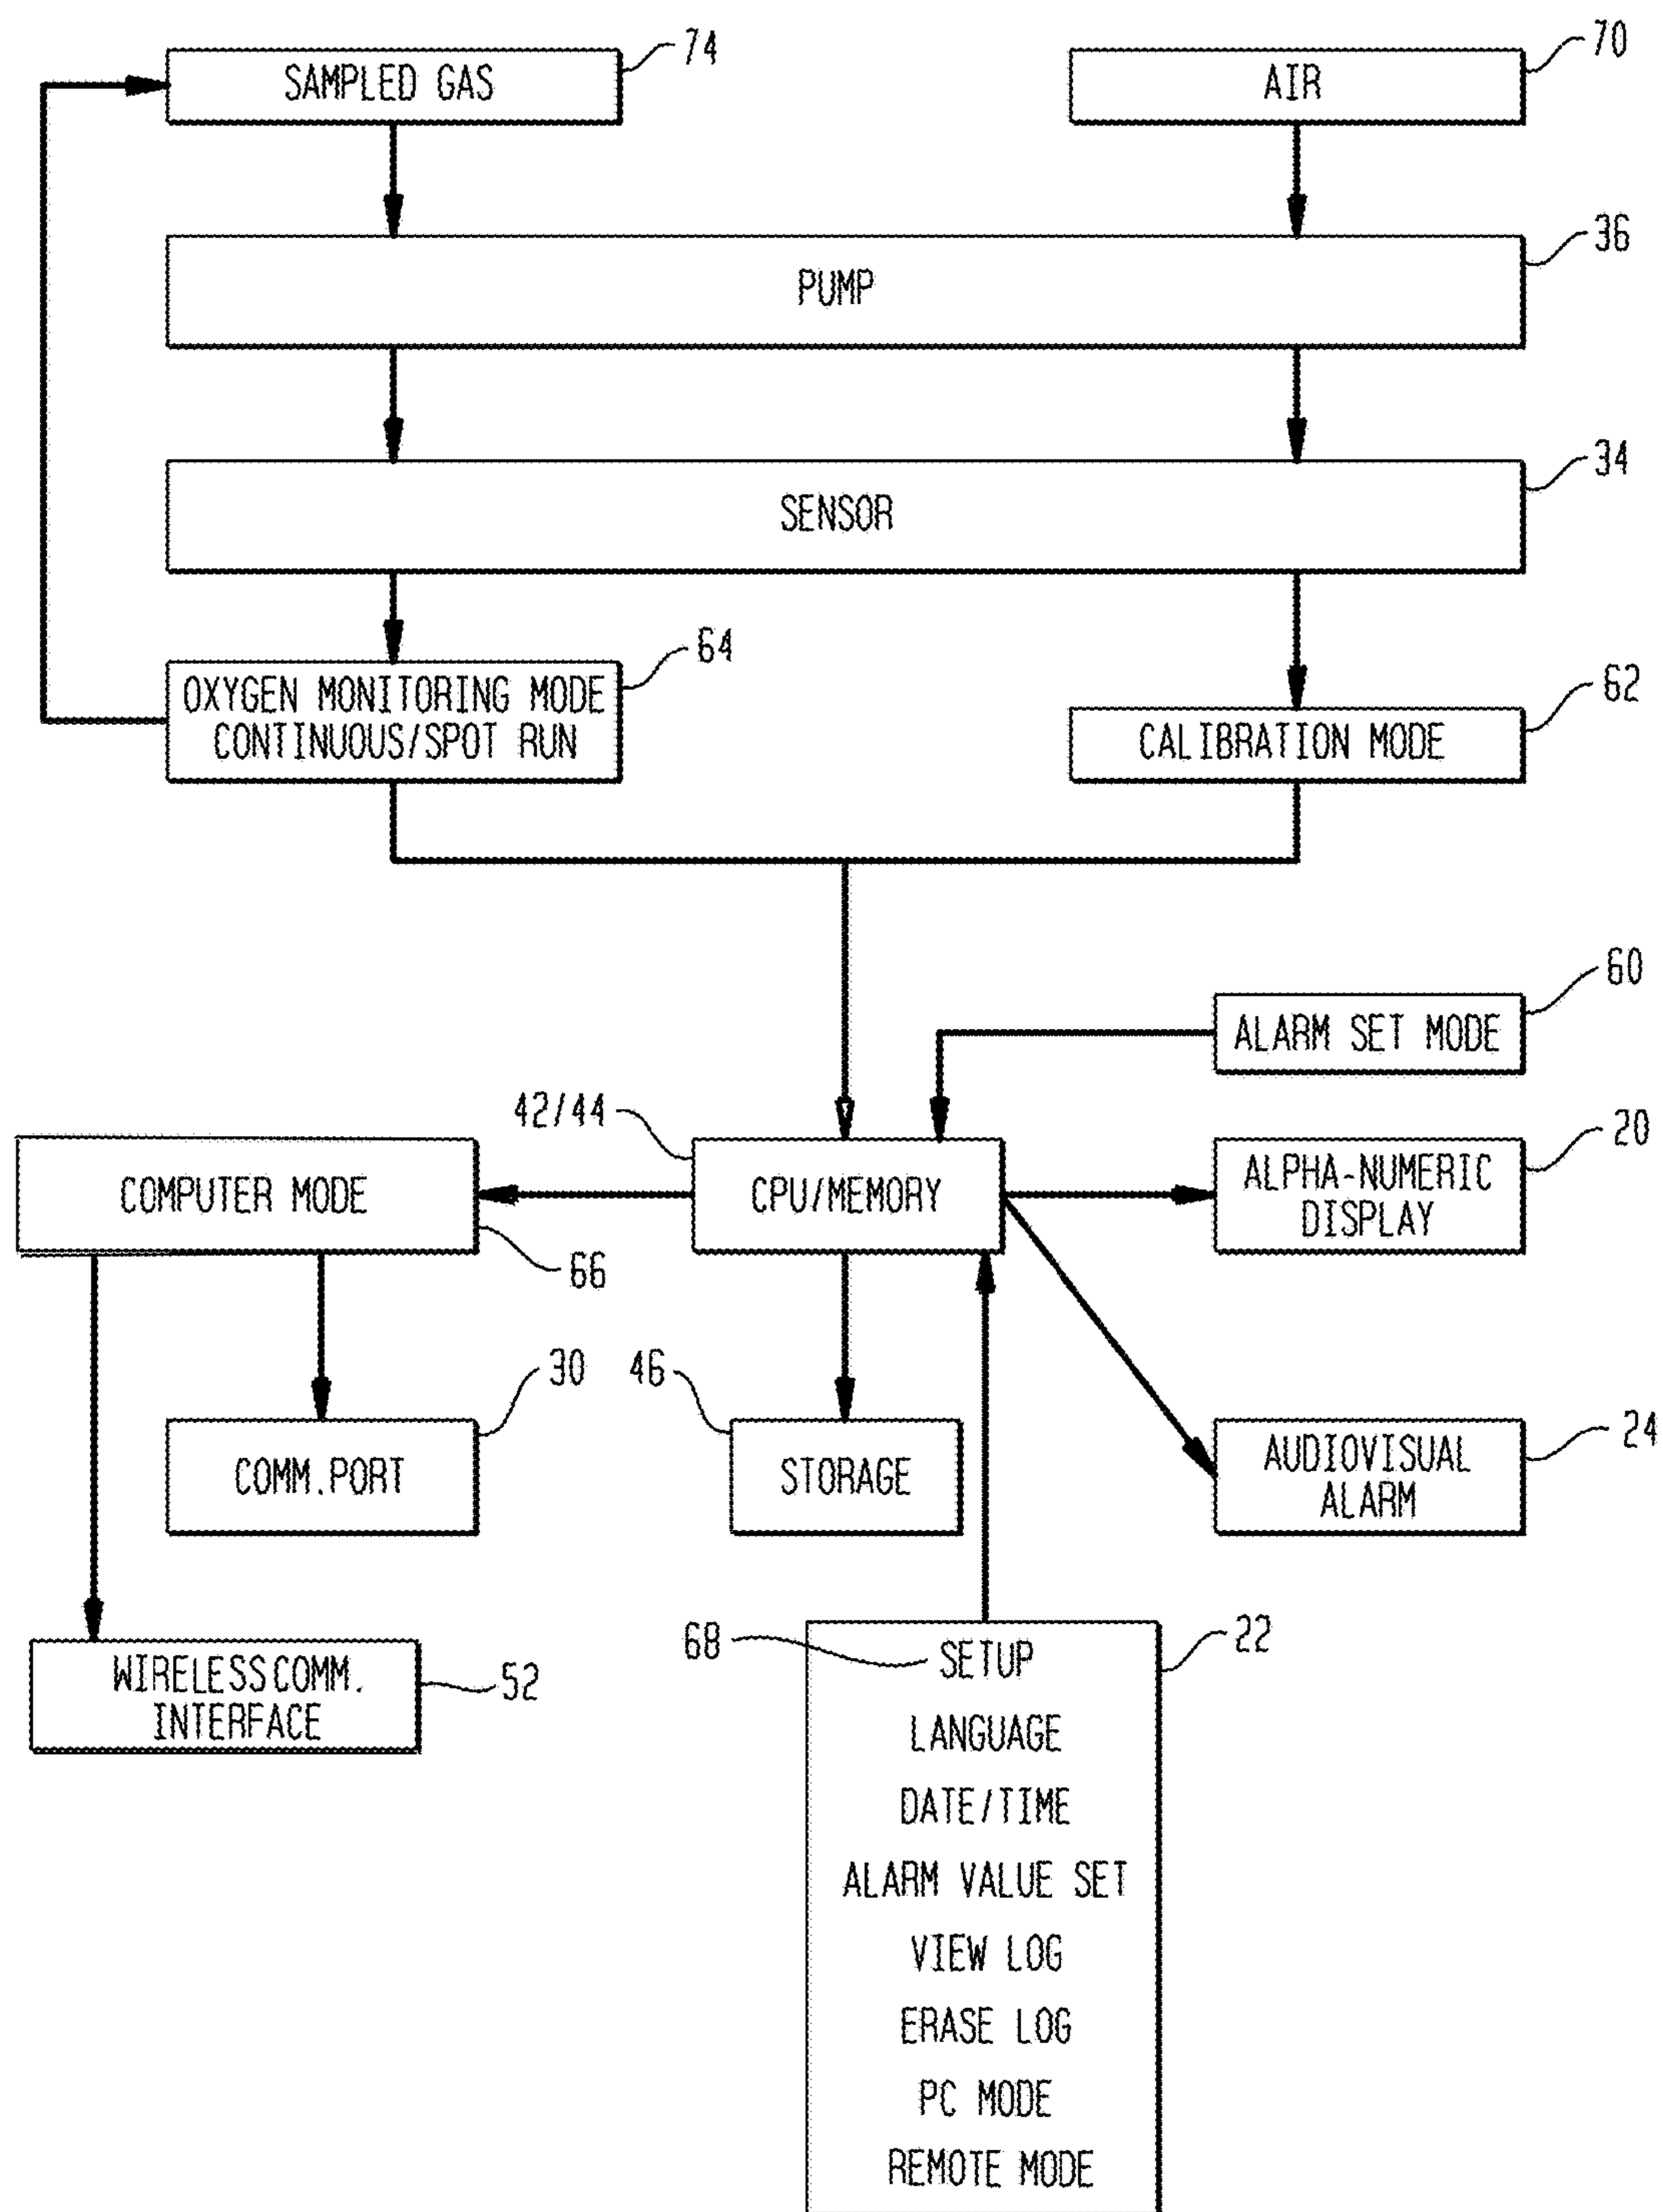 74
SAMPLED GAS
70
AIR
36
PUMP
34
SENSOR
64
OXYGEN MONITORING MODE
CONTINUOUS/SPOT RUN
62
CALIBRATION MODE
60
ALARM SET MODE
42/44
CPU/MEMORY
COMPUTER MODE
66
20
ALPHA-NUMERIC
DISPLAY
30
COMM.PORT
46
STORAGE
24
AUDIOVISUAL
ALARM
WIRELESS COMM.
INTERFACE
52
68
22
SETUP
LANGUAGE
DATE/TIME
ALARM VALUE SET
VIEW LOG
ERASE LOG
PC MODE
REMOTE MODE